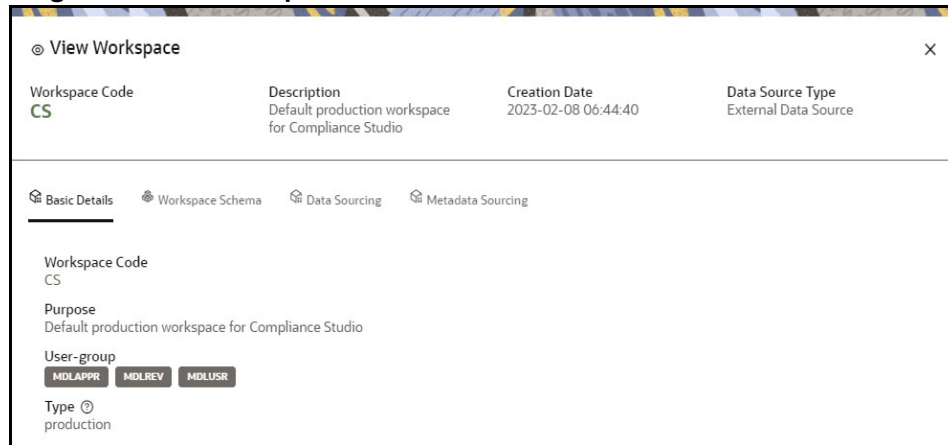 View Workspace
Workspace Code
CS
Description
Default production workspace
for Compliance Studio
Creation Date
2023-02-08 06:44:40
Data Source Type
External Data Source
Basic Details
Workspace Schema
Data Sourcing
Metadata Sourcing
Workspace Code
CS
Purpose
Default production workspace for Compliance Studio
User-group
MDLAPPR MDLREV MDLUSR
Type
production